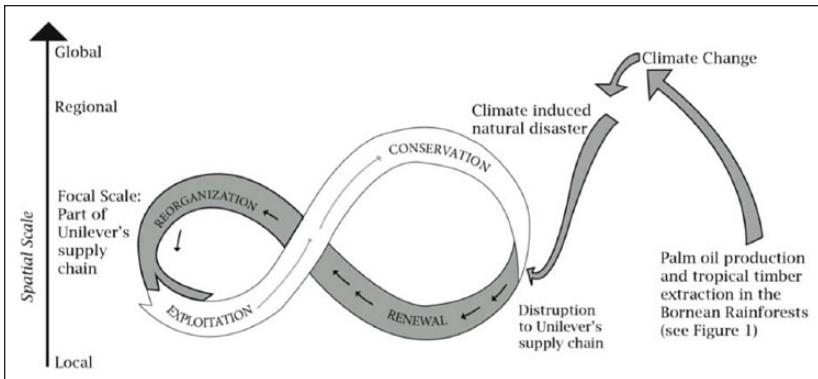 Global
Regional
Focal Scale:
Part of
Unilever's
supply
chain
Spatial Scale
Local
REORGANIZATION
EXPLOITATION
CONSERVATION
RENEWAL
Climate Change
Climate induced
natural disaster
Distruption
to Unilever's
supply chain
Palm oil production
and tropical timber
extraction in the
Bornean Rainforests
(see Figure 1)